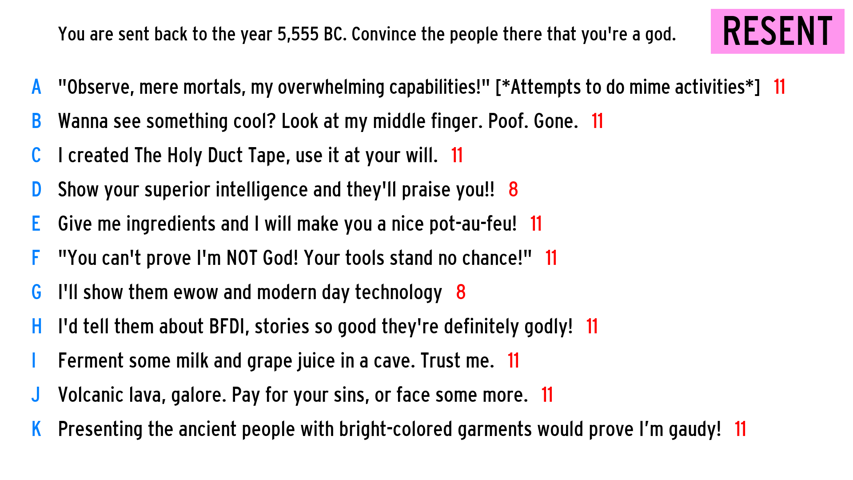 You are sent back to the year 5,555 BC. Convince the people there that you're a god.
RESENT
A "Observe, mere mortals, my overwhelming capabilities!" [*Attempts to do mime activities*] 11
B Wanna see something cool? Look at my middle finger. Poof. Gone. 11
C I created The Holy Duct Tape, use it at your will. 11
D Show your superior intelligence and they'll praise you!! 8
E Give me ingredients and I will make you a nice pot-au-feu! 11
F "You can't prove I'm NOT God! Your tools stand no chance!" 11
G I'll show them ewow and modern day technology 8
H I'd tell them about BFDI, stories so good they're definitely godly! 11
I Ferment some milk and grape juice in a cave. Trust me. 11
J Volcanic lava, galore. Pay for your sins, or face some more. 11
K Presenting the ancient people with bright-colored garments would prove I’m gaudy! 11